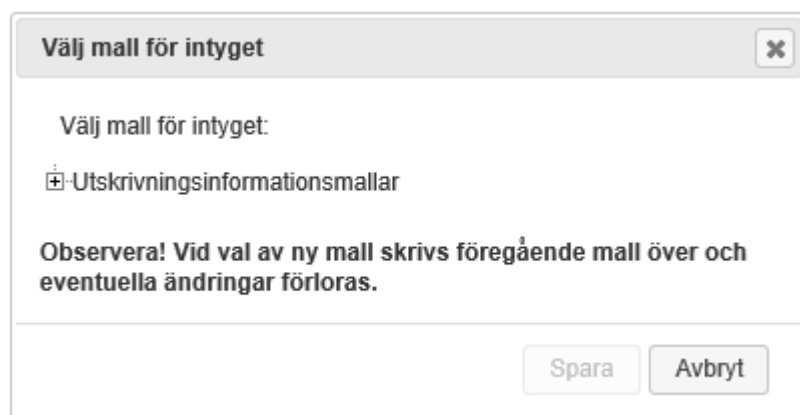 Välj mall för intyget
Välj mall för intyget:
Utskrivningsinformationsmallar
Observera! Vid val av ny mall skrivs föregående mall över och
eventuella ändringar förloras.
Spara Avbryt